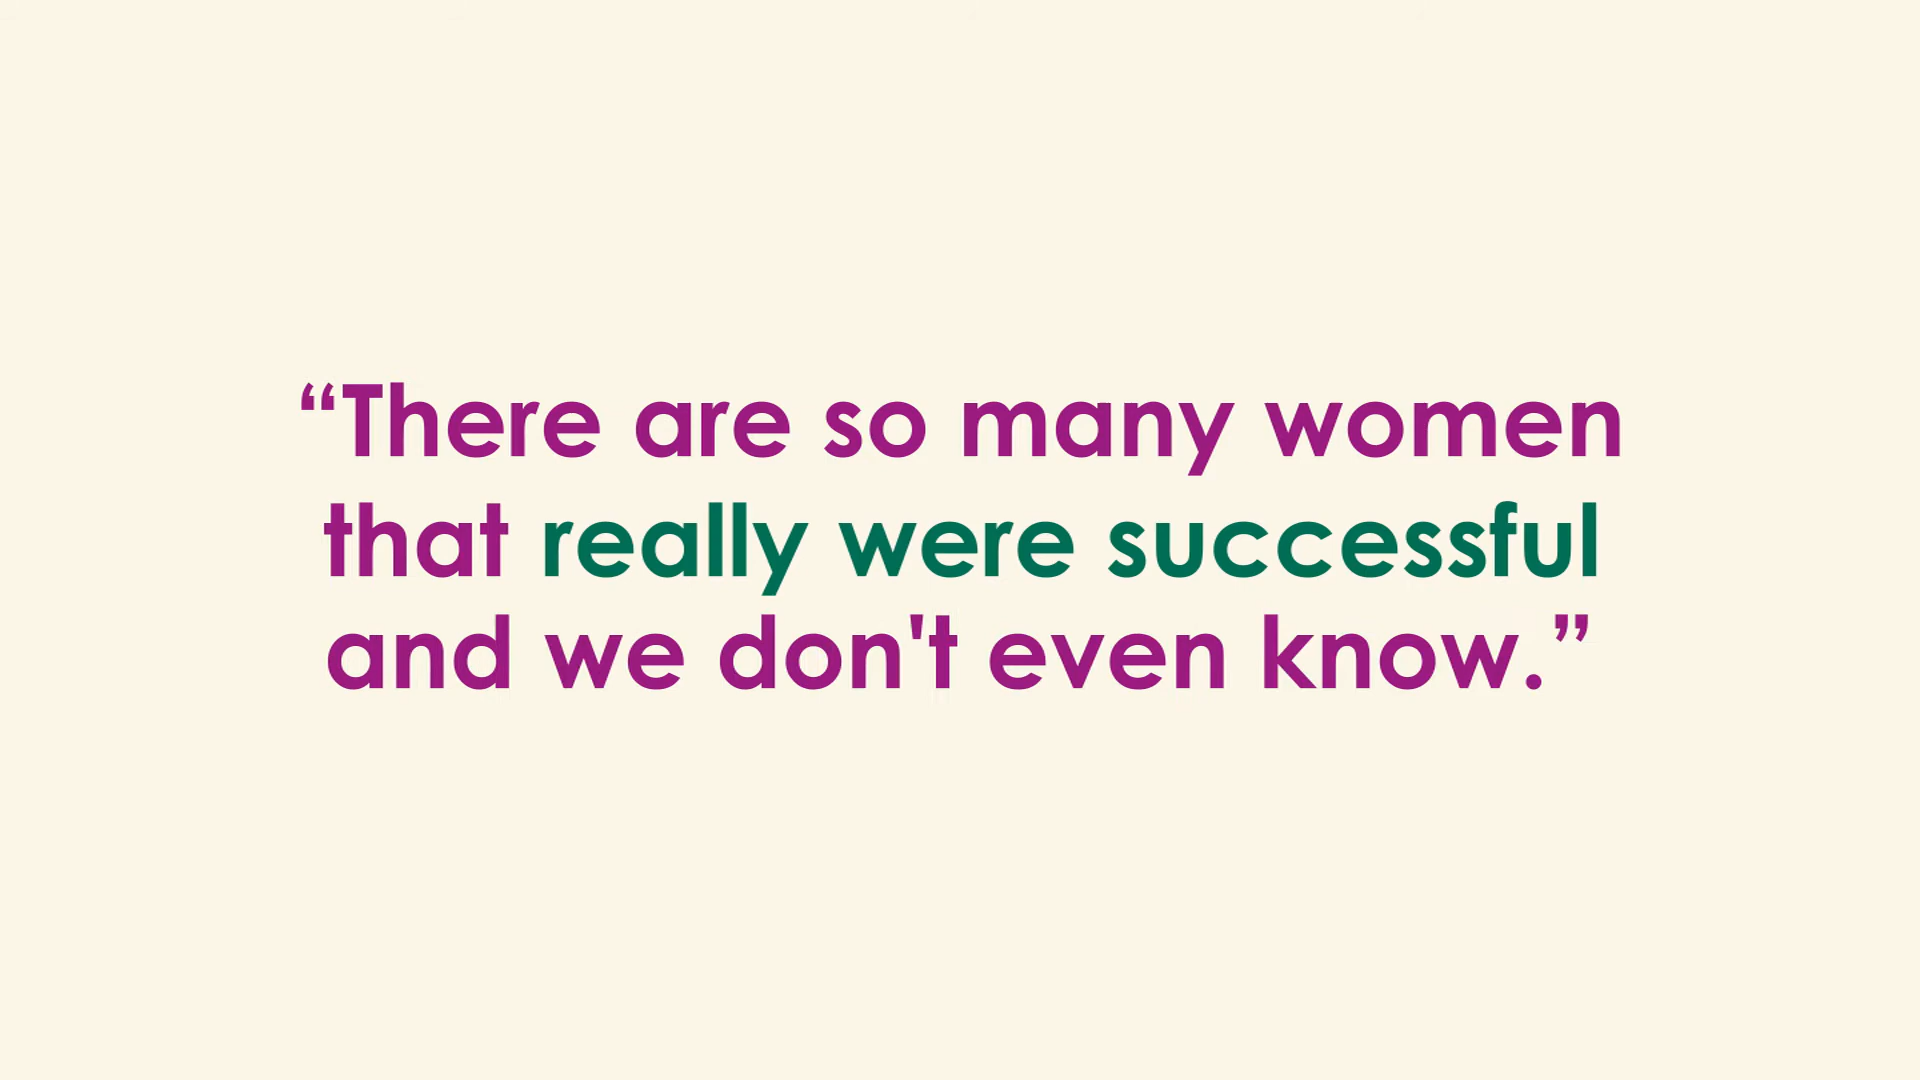 “There are so many women
that really were successful
and we don't even know.”